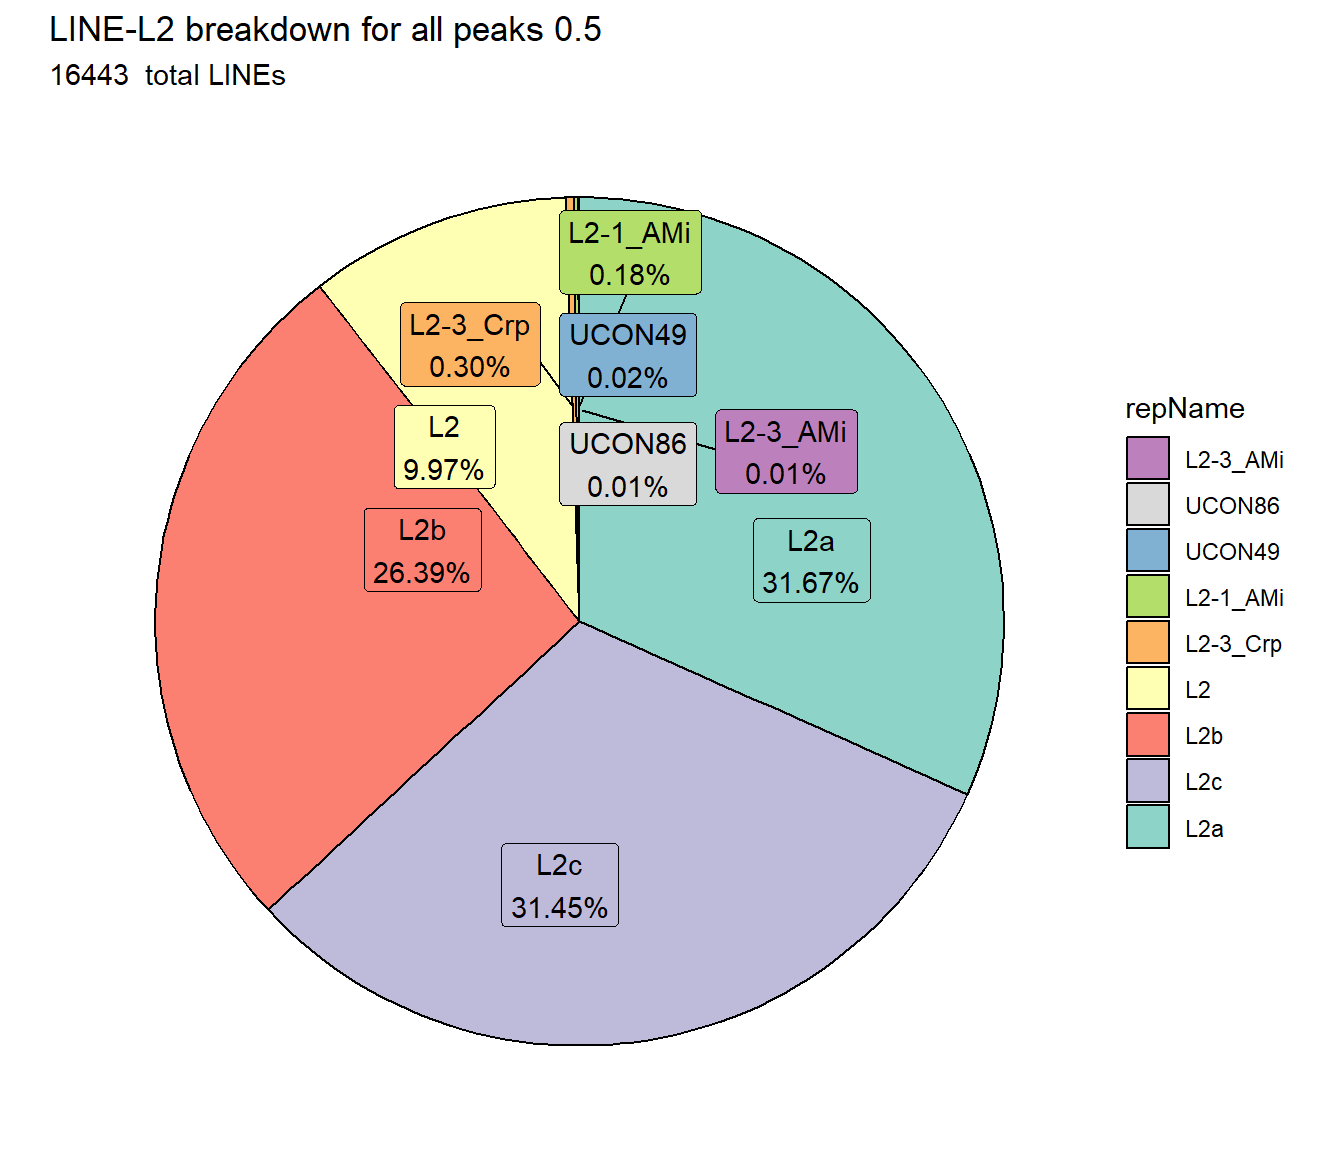 LINE-L2 breakdown for all peaks 0.5
16443  total LINEs
L2-1_AMi
0.18%
L2-3_Crp
0.30%
UCON49
0.02%
L2
9.97%
UCON86
0.01%
L2-3_AMi
0.01%
L2b
26.39%
L2a
31.67%
L2c
31.45%
repName
L2-3_AMi
UCON86
UCON49
L2-1_AMi
L2-3_Crp
L2
L2b
L2c
L2a